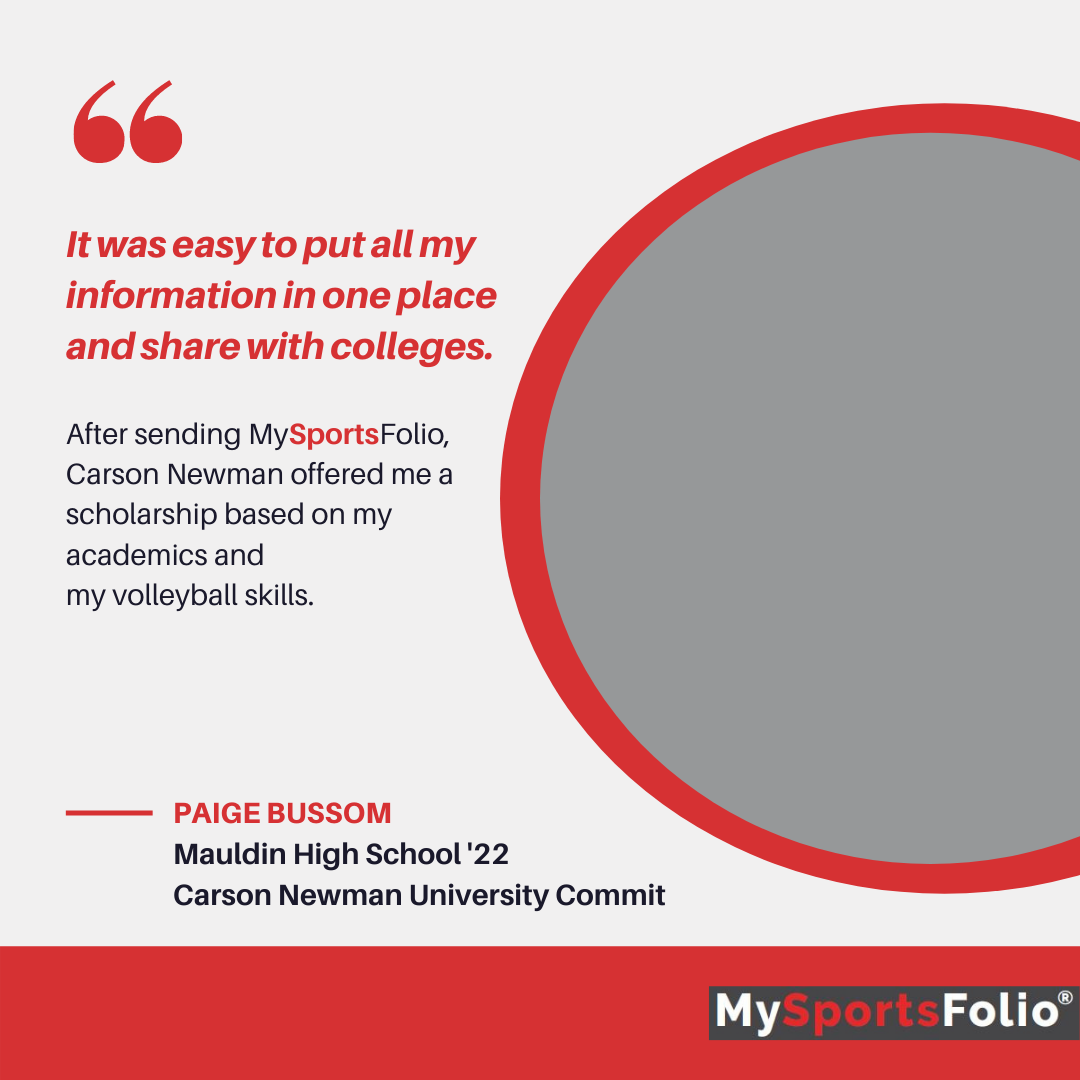 “
It was easy to put all my
information in one place
and share with colleges.
After sending MySportsFolio,
Carson Newman offered me a
scholarship based on my
academics and
my volleyball skills.
PAIGE BUSSOM
Mauldin High School '22
Carson Newman University Commit
MySportsFolio®